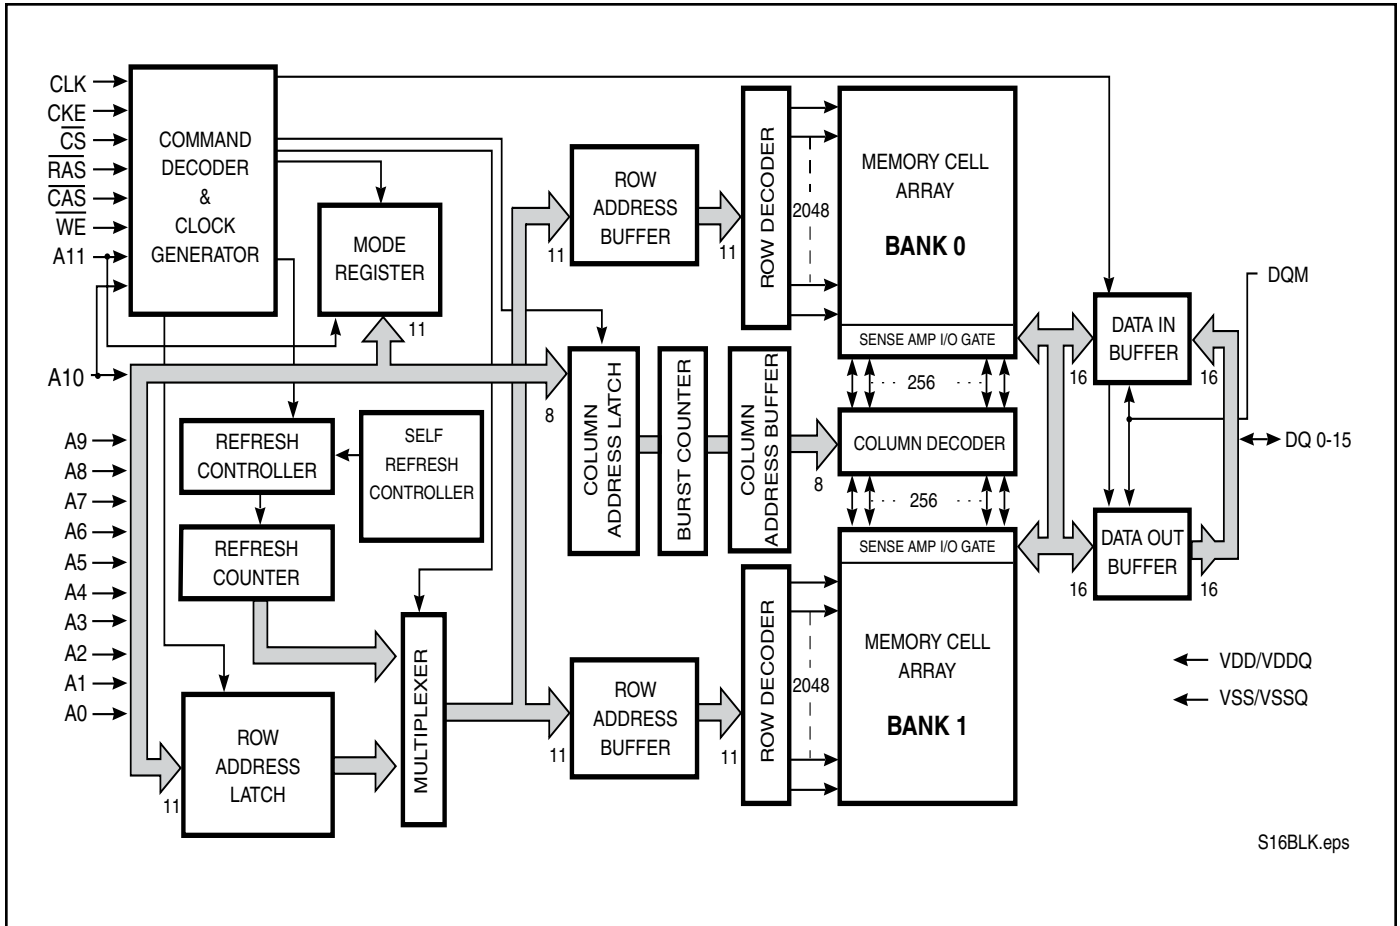 CLK
CKE
CS
RAS
CAS
WE
A11
A10
A9
A8
A7
A6
A5
A4
A3
A2
A1
A0
COMMAND
DECODER
&
CLOCK
GENERATOR
MODE
REGISTER
11
REFRESH
CONTROLLER
SELF
REFRESH
CONTROLLER
REFRESH
COUNTER
ROW
ADDRESS
LATCH
11
MULTIPLEXER
ROW
ADDRESS
BUFFER
11
11
COLUMN
ADDRESS LATCH
8
BURST COUNTER
COLUMN
ADDRESS BUFFER
8
ROW
ADDRESS
BUFFER
11
11
ROW DECODER
2048
MEMORY CELL
ARRAY
BANK 0
SENSE AMP I/O GATE
256
COLUMN DECODER
256
SENSE AMP I/O GATE
ROW DECODER
2048
MEMORY CELL
ARRAY
BANK 1
DQM
DATA IN
BUFFER
16
16
DQ 0-15
DATA OUT
BUFFER
16
16
VDD/VDDQ
VSS/VSSQ
S16BLK.eps